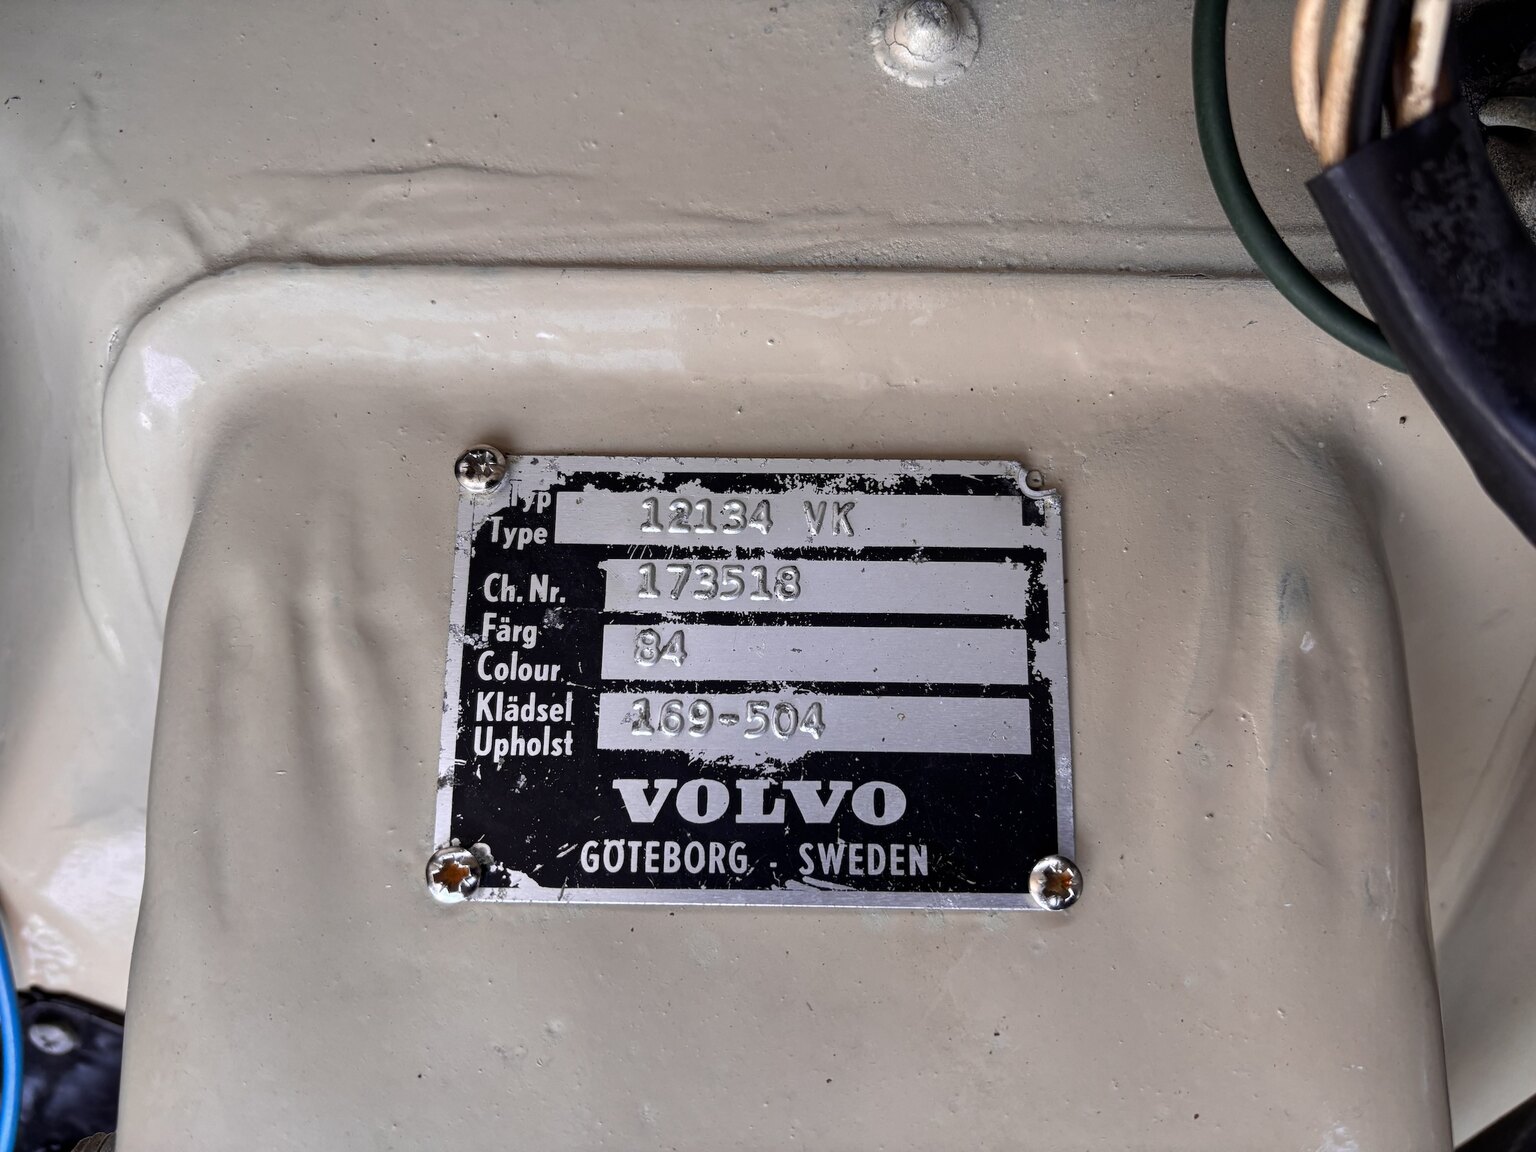 Typ
Type 12134 VK
Ch. Nr. 173518
Färg
Colour 84
Klädsel
Upholst 169-504
VOLVO
GÖTEBORG - SWEDEN